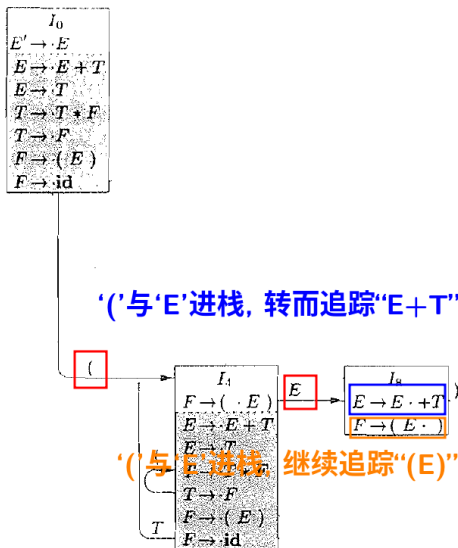 I₀
E' → ·E
E → ·E + T
E → ·T
T → ·T * F
T → ·F
F → ·( E )
F → ·id
‘(’与‘E’进栈, 转而追踪“E+T”
(
I₄
F → ( · E )
E → ·E + T
E → ·T
‘(’与‘E’进栈, 继续追踪“(E)”
T → ·F
F → ·( E )
F → ·id
T
E
I₈
E → E · + T
F → ( E · )
)